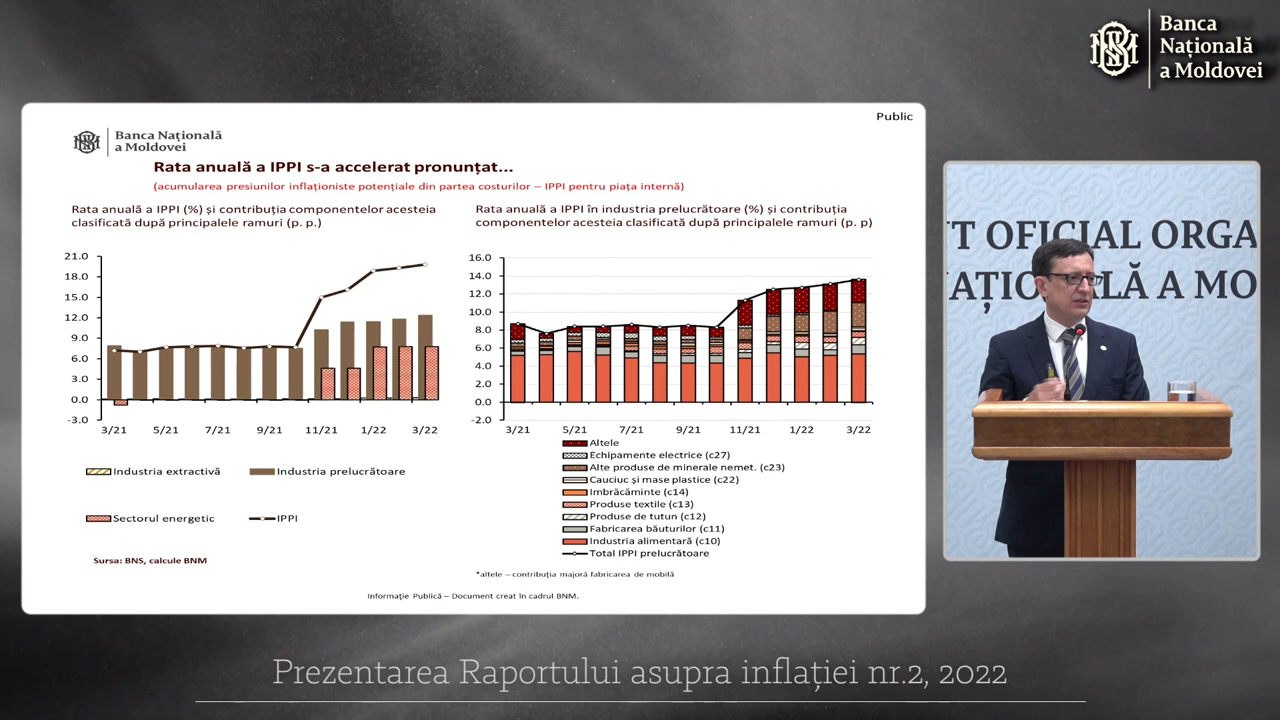 Banca
Națională
a Moldovei
Public
Banca Națională
a Moldovei
Rata anuală a IPPI s-a accelerat pronunțat...
(acumularea presiunilor inflaționiste potențiale din partea costurilor – IPPI pentru piața internă)
Rata anuală a IPPI (%) și contribuția componentelor acesteia
clasificată după principalele ramuri (p. p.)
21.0
18.0
15.0
12.0
9.0
6.0
3.0
0.0
-3.0
3/21 5/21 7/21 9/21 11/21 1/22 3/22
Industria extractivă
Industria prelucrătoare
Sectorul energetic
IPPI
Sursa: BNS, calcule BNM
Rata anuală a IPPI în industria prelucrătoare (%) și contribuția
componentelor acesteia clasificată după principalele ramuri (p. p)
16.0
14.0
12.0
10.0
8.0
6.0
4.0
2.0
0.0
-2.0
3/21 5/21 7/21 9/21 11/21 1/22 3/22
Altele
Echipamente electrice (c27)
Alte produse de minerale nemet. (c23)
Cauciuc și mase plastice (c22)
Imbrăcăminte (c14)
Produse textile (c13)
Produse de tutun (c12)
Fabricarea băuturilor (c11)
Industria alimentară (c10)
Total IPPI prelucrătoare
*altele – contribuția majoră fabricarea de mobilă
Informație Publică – Document creat în cadrul BNM.
NT OFICIAL ORGA
NAȚIONALĂ A MO
Prezentarea Raportului asupra inflației nr.2, 2022